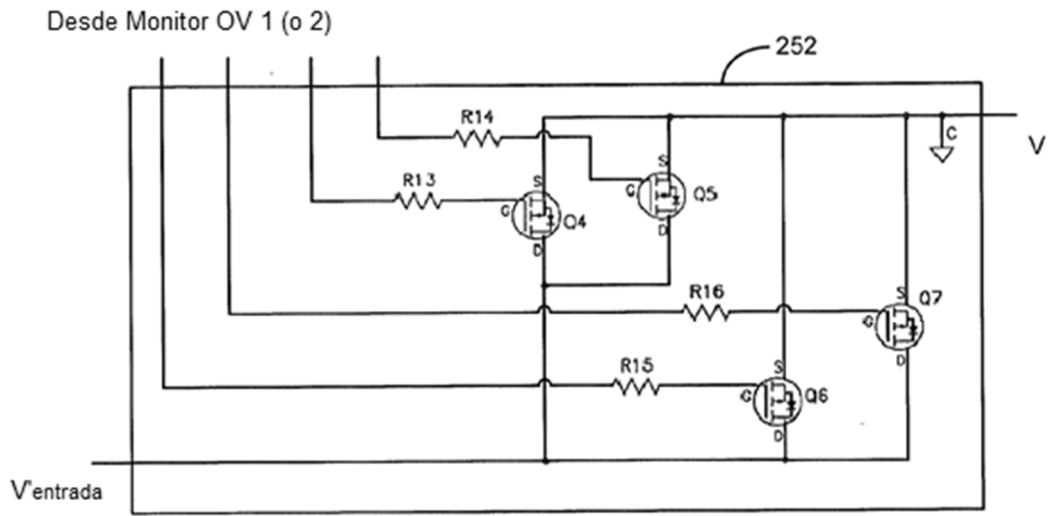 Desde Monitor OV 1 (o 2)
252
R14
C
V
S
R13
G
Q5
S
G
Q4
D
D
R16
S
Q7
G
R15
S
D
G
Q6
D
V'entrada